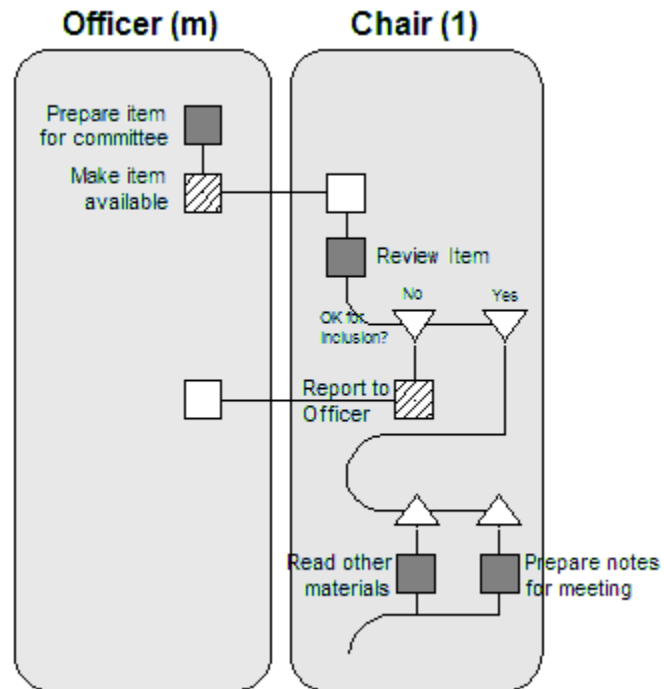 Officer (m)
Chair (1)
Prepare item
for committee
Make item
available
Review Item
No
Yes
OK for
inclusion?
Report to
Officer
Read other
materials
Prepare notes
for meeting